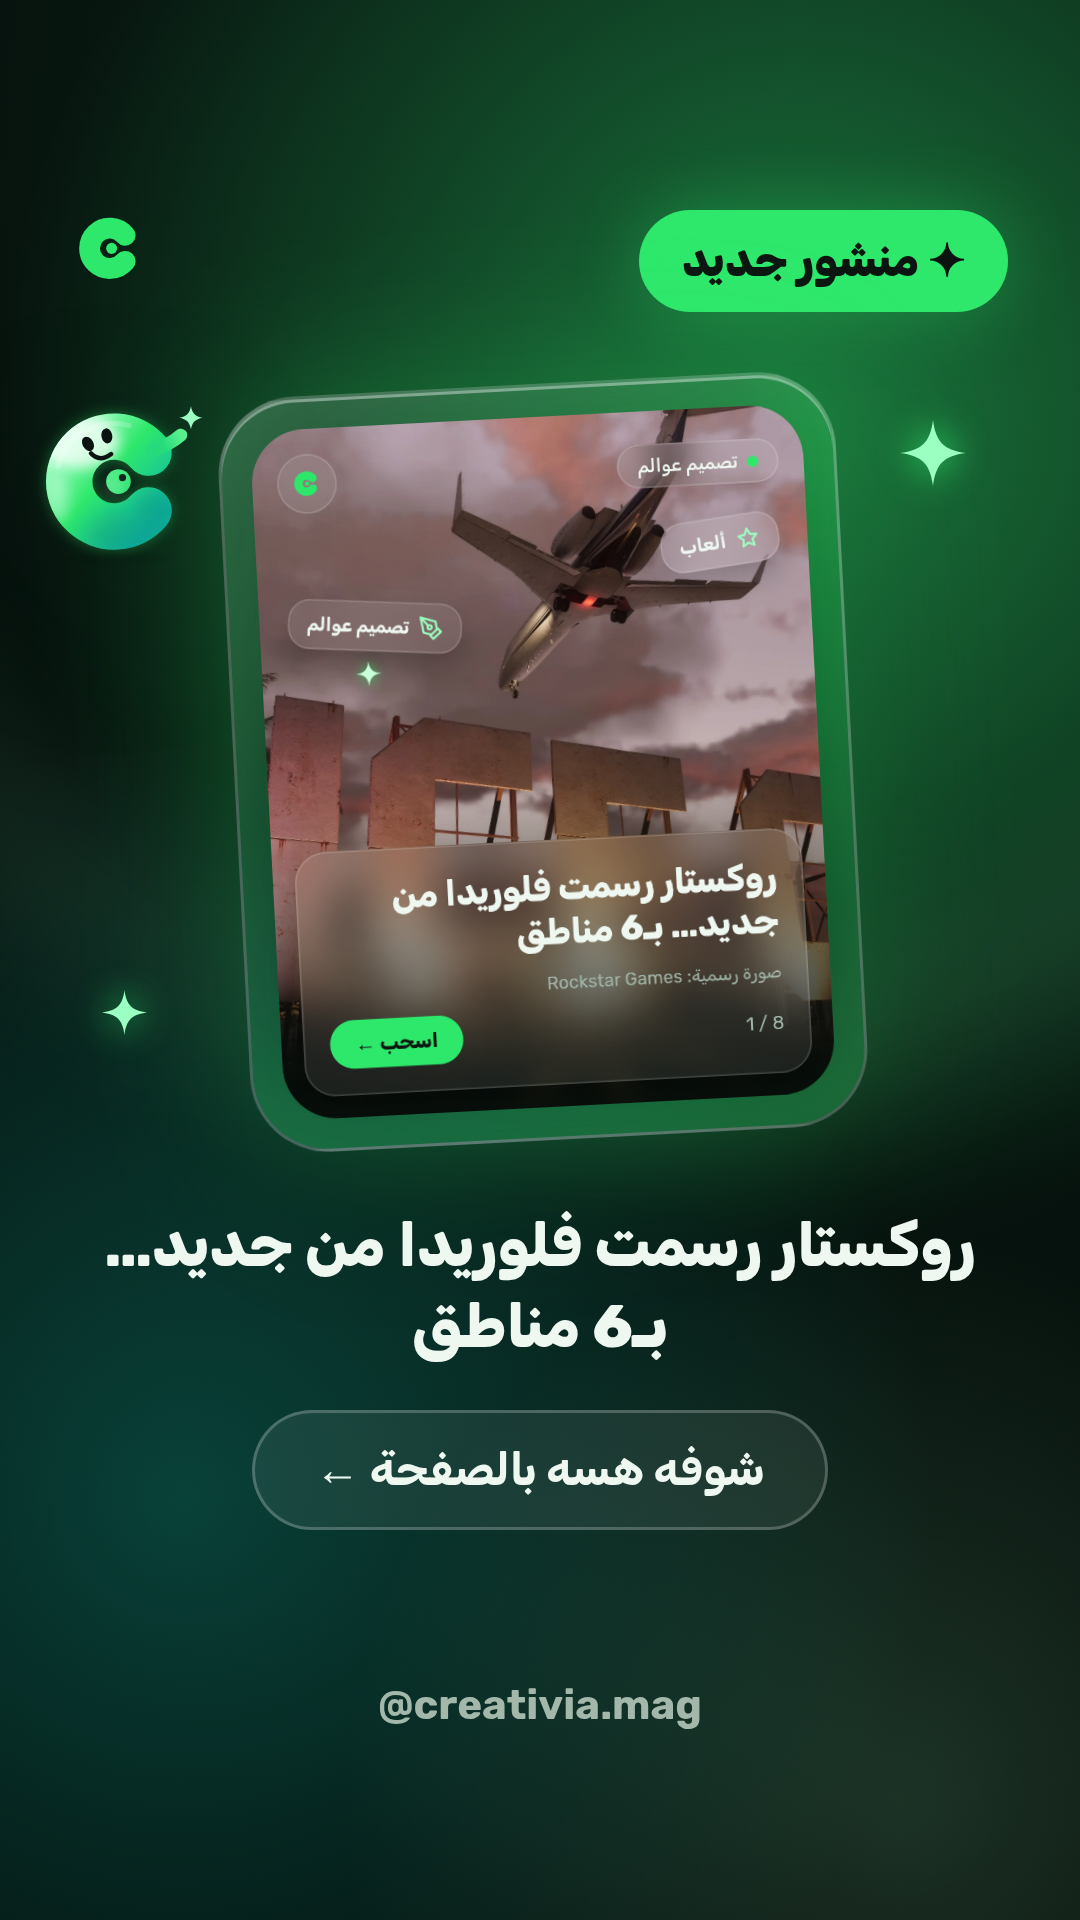 ✦ منشور جديد
تصميم عوالم
ألعاب
تصميم عوالم
روكستار رسمت فلوريدا من
جديد... بـ6 مناطق
صورة رسمية: Rockstar Games
1 / 8
اسحب ←
روكستار رسمت فلوريدا من جديد...
بـ6 مناطق
شوفه هسه بالصفحة ←
@creativia.mag